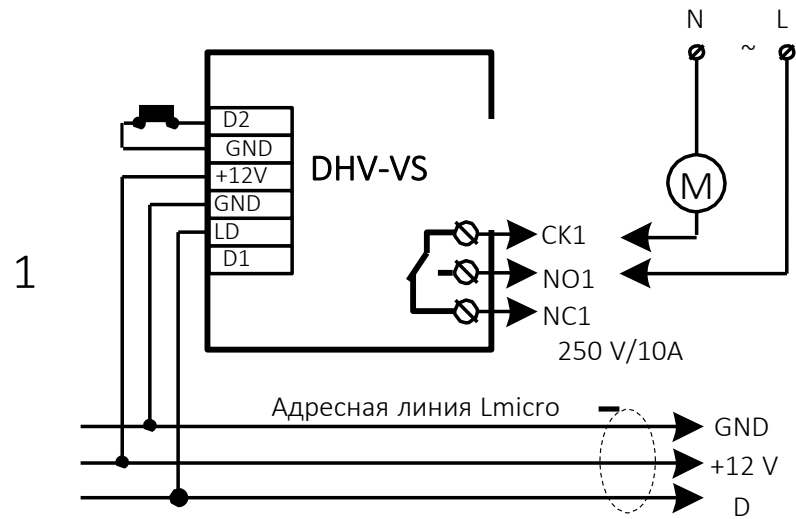 N ~ L
D2
GND
+12V
GND
LD
D1
DHV-VS
M
CK1
NO1
NC1
250 V/10A
1
Адресная линия Lmicro
GND
+12 V
D